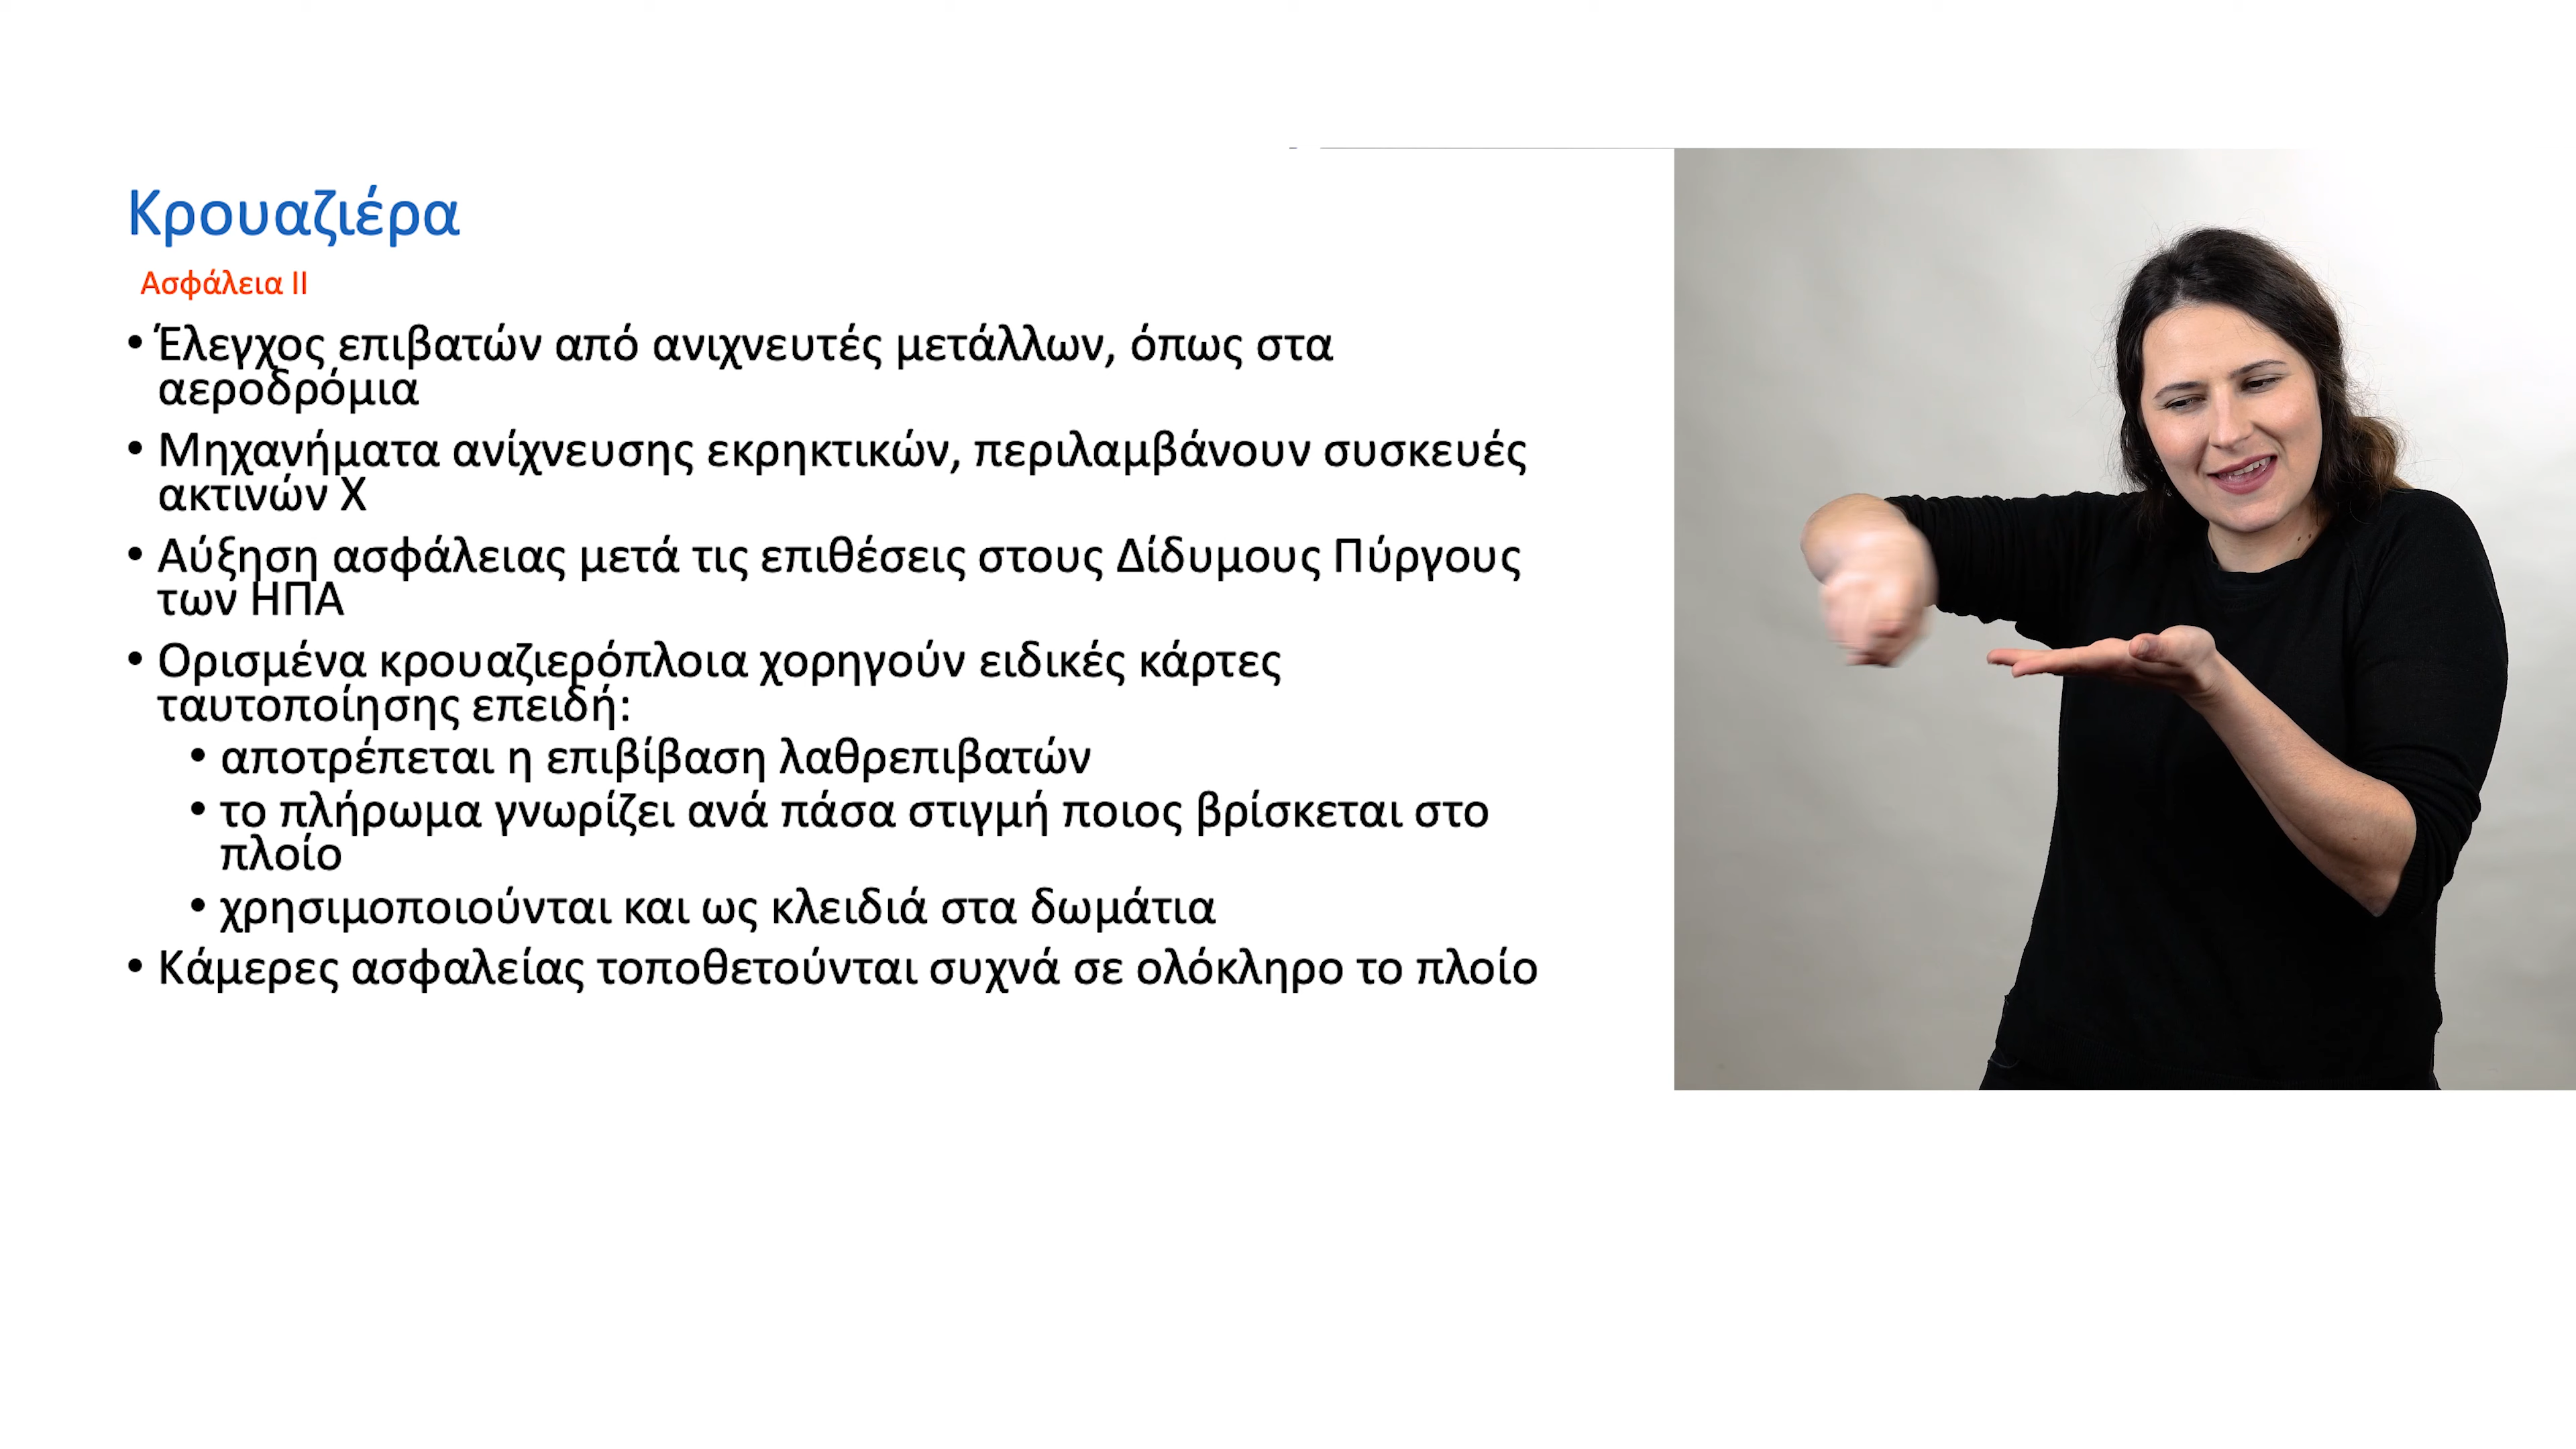 Κρουαζιέρα
Ασφάλεια ΙΙ
• Έλεγχος επιβατών από ανιχνευτές μετάλλων, όπως στα
αεροδρόμια
• Μηχανήματα ανίχνευσης εκρηκτικών, περιλαμβάνουν συσκευές
ακτινών Χ
• Αύξηση ασφάλειας μετά τις επιθέσεις στους Δίδυμους Πύργους
των ΗΠΑ
• Ορισμένα κρουαζιερόπλοια χορηγούν ειδικές κάρτες
ταυτοποίησης επειδή:
• αποτρέπεται η επιβίβαση λαθρεπιβατών
• το πλήρωμα γνωρίζει ανά πάσα στιγμή ποιος βρίσκεται στο
πλοίο
• χρησιμοποιούνται και ως κλειδιά στα δωμάτια
• Κάμερες ασφαλείας τοποθετούνται συχνά σε ολόκληρο το πλοίο